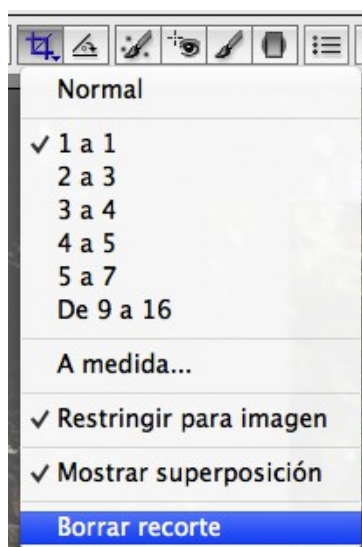 Normal
1 a 1
2 a 3
3 a 4
4 a 5
5 a 7
De 9 a 16
A medida...
Restringir para imagen
Mostrar superposición
Borrar recorte